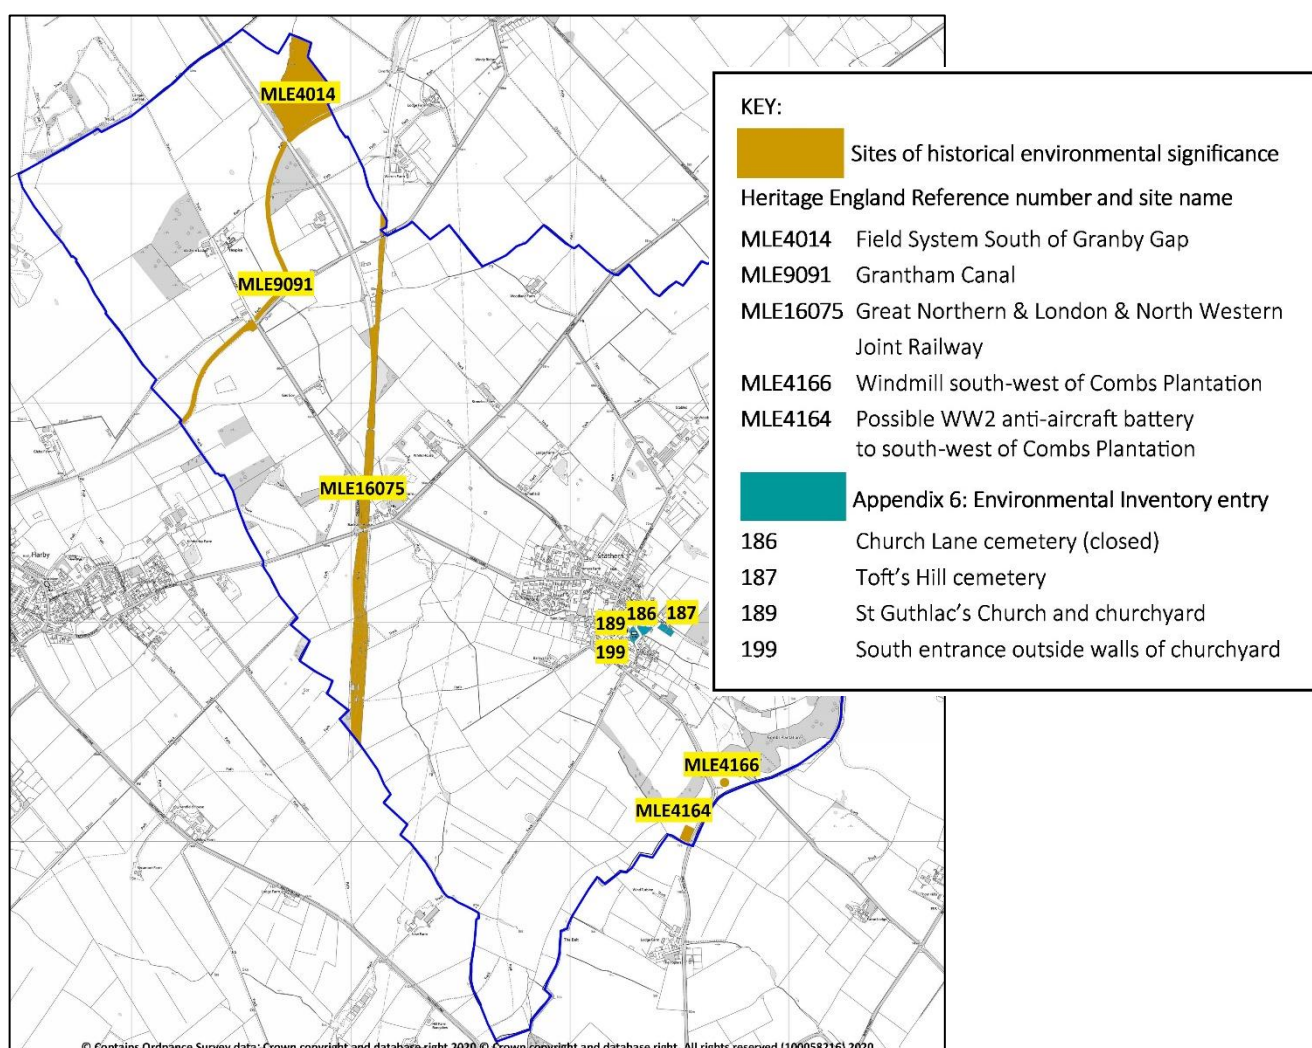 MLE4014
MLE9091
MLE16075
Harby
Stathern
186
187
189
199
MLE4166
MLE4164
KEY:
Sites of historical environmental significance
Heritage England Reference number and site name
MLE4014 Field System South of Granby Gap
MLE9091 Grantham Canal
MLE16075 Great Northern & London & North Western
Joint Railway
MLE4166 Windmill south-west of Combs Plantation
MLE4164 Possible WW2 anti-aircraft battery
to south-west of Combs Plantation
Appendix 6: Environmental Inventory entry
186 Church Lane cemetery (closed)
187 Toft's Hill cemetery
189 St Guthlac's Church and churchyard
199 South entrance outside walls of churchyard
© Contains Ordnance Survey data: Crown copyright and database right 2020 © Crown copyright and database right. All rights reserved (100058216) 2020